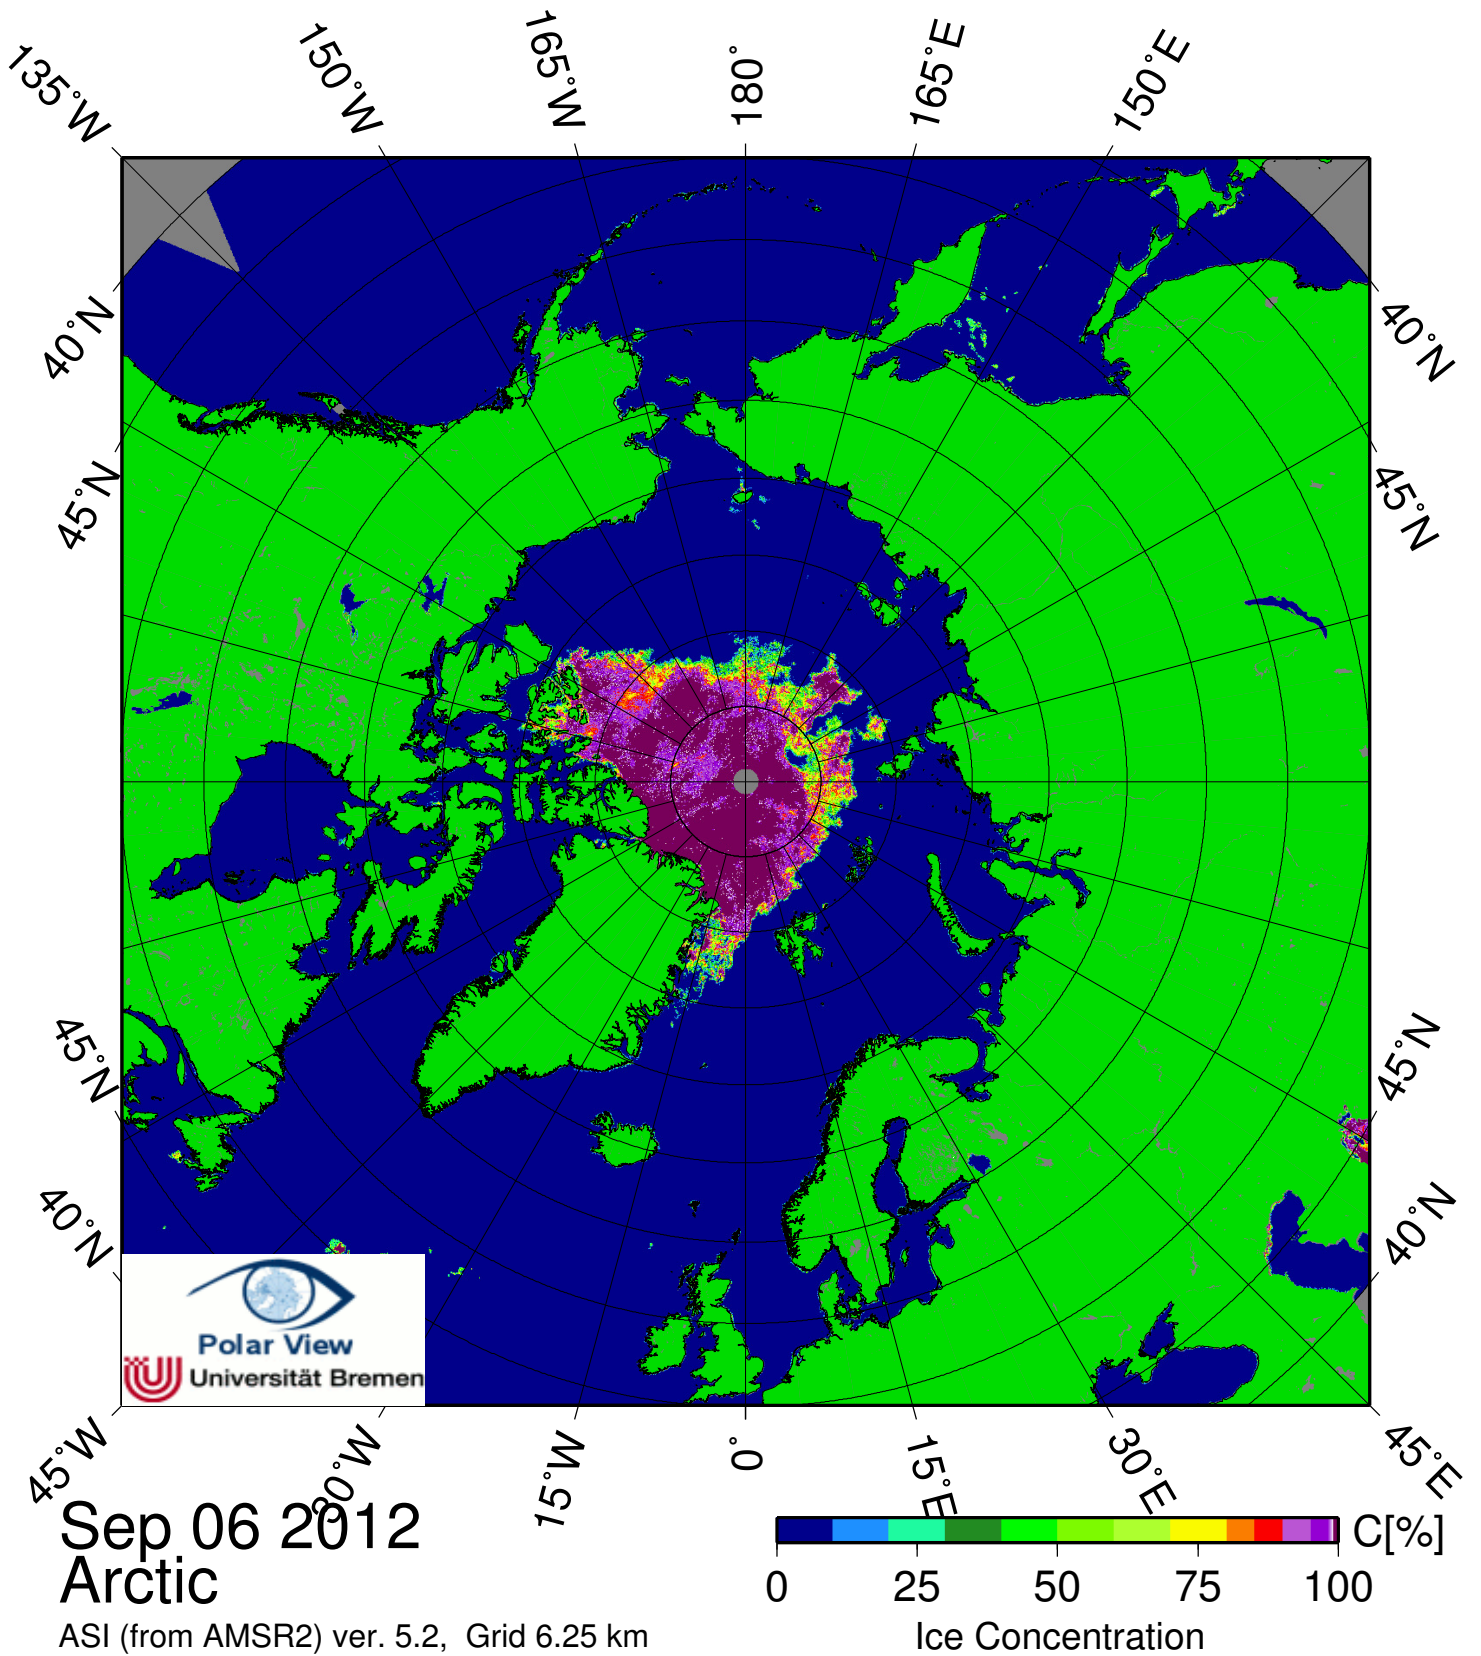 135°W
150°W
165°W
180°
165°E
150°E
40°N
40°N
45°N
45°N
45°N
45°N
40°N
40°N
Polar View
Universität Bremen
45°W
30°W
15°W
0°
15°E
30°E
45°E
Sep 06 2012
Arctic
ASI (from AMSR2) ver. 5.2, Grid 6.25 km
C[%]
0 25 50 75 100
Ice Concentration